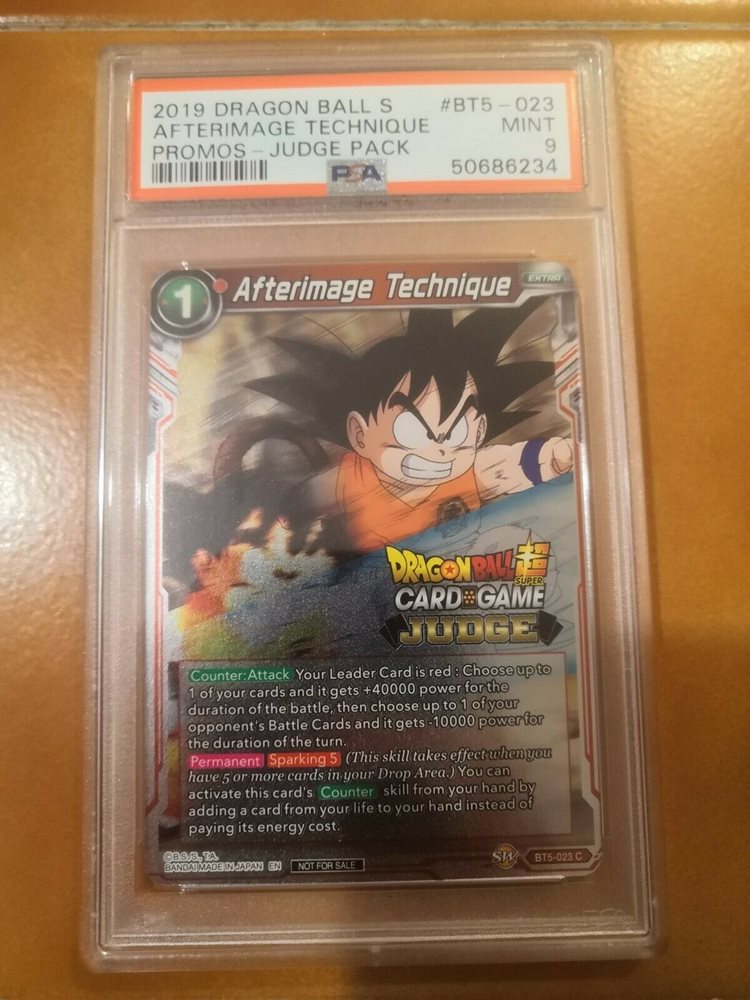 2019 DRAGON BALL S #BT5-023
AFTERIMAGE TECHNIQUE MINT
PROMOS-JUDGE PACK 9
PSA 50686234
1 Afterimage Technique EXTRA
DRAGON BALL 超
SUPER
CARD GAME
JUDGE
Counter:Attack Your Leader Card is red : Choose up to
1 of your cards and it gets +40000 power for the
duration of the battle, then choose up to 1 of your
opponent's Battle Cards and it gets -10000 power for
the duration of the turn.
Permanent Sparking 5 (This skill takes effect when you
have 5 or more cards in your Drop Area.) You can
activate this card's Counter skill from your hand by
adding a card from your life to your hand instead of
paying its energy cost.
©B.S./S., T.A.
BANDAI MADE IN JAPAN EN NOT FOR SALE SW BT5-023 C